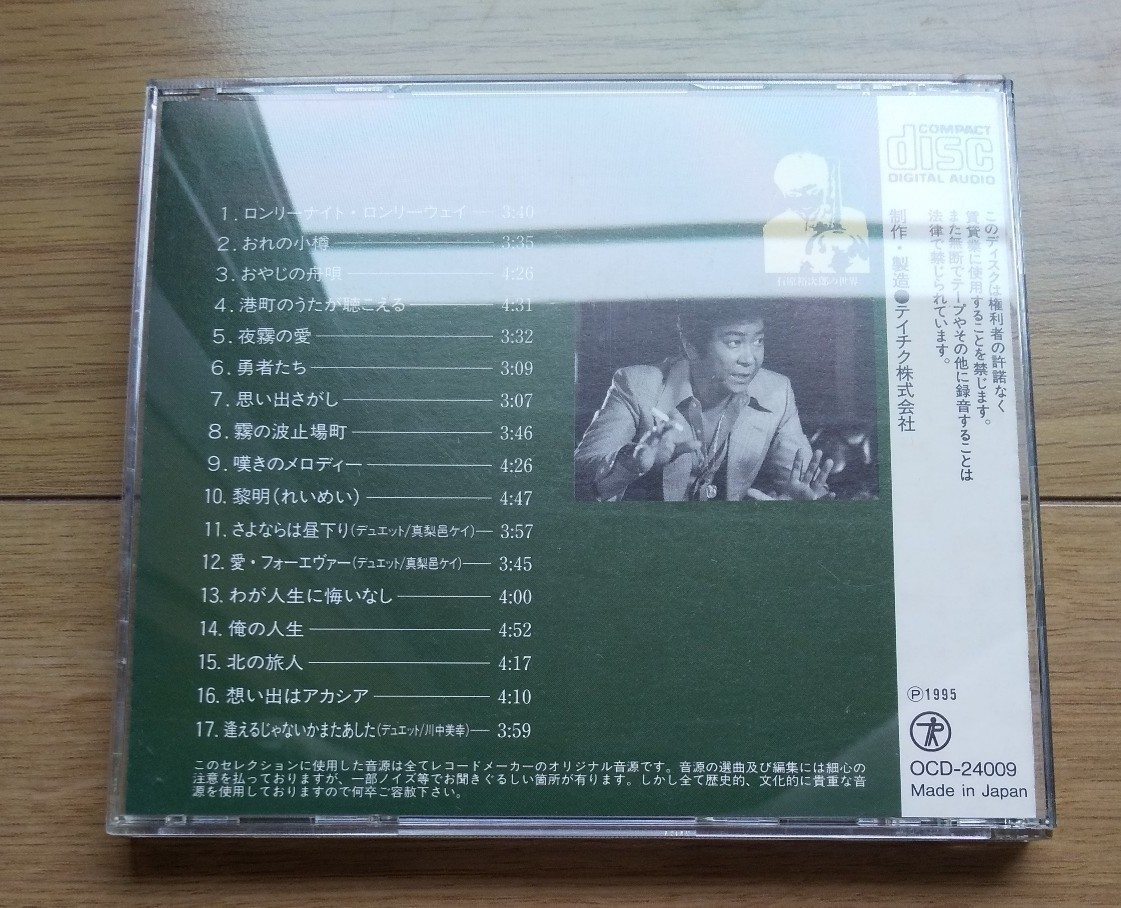 1. ロンリーナイト・ロンリーウェイ 3:40
2. おれの小樽 3:35
3. おやじの舟唄 4:26
4. 港町のうたが聴こえる 4:31
5. 夜霧の愛 3:32
6. 勇者たち 3:09
7. 思い出さがし 3:07
8. 霧の波止場町 3:46
9. 嘆きのメロディー 4:26
10. 黎明(れいめい) 4:47
11. さよならは昼下り(デュエット/真梨邑ケイ) 3:57
12. 愛・フォーエヴァー(デュエット/真梨邑ケイ) 3:45
13. わが人生に悔いなし 4:00
14. 俺の人生 4:52
15. 北の旅人 4:17
16. 想い出はアカシア 4:10
17. 逢えるじゃないかまたあした(デュエット/川中美幸) 3:59
このセレクションに使用した音源は全てレコードメーカーのオリジナル音源です。音源の選曲及び編集には細心の
注意を払っておりますが、一部ノイズ等でお聞きぐるしい箇所が有ります。しかし全て歴史的、文化的に貴重な音
源を使用しておりますので何卒ご容赦下さい。
石原裕次郎の世界
COMPACT
disc
DIGITAL AUDIO
このディスクは権利者の許諾なく
賃貸業に使用することを禁じます。
また無断でテープやその他に録音することは
法律で禁じられています。
制作・製造●テイチク株式会社
Ⓟ1995
OCD-24009
Made in Japan